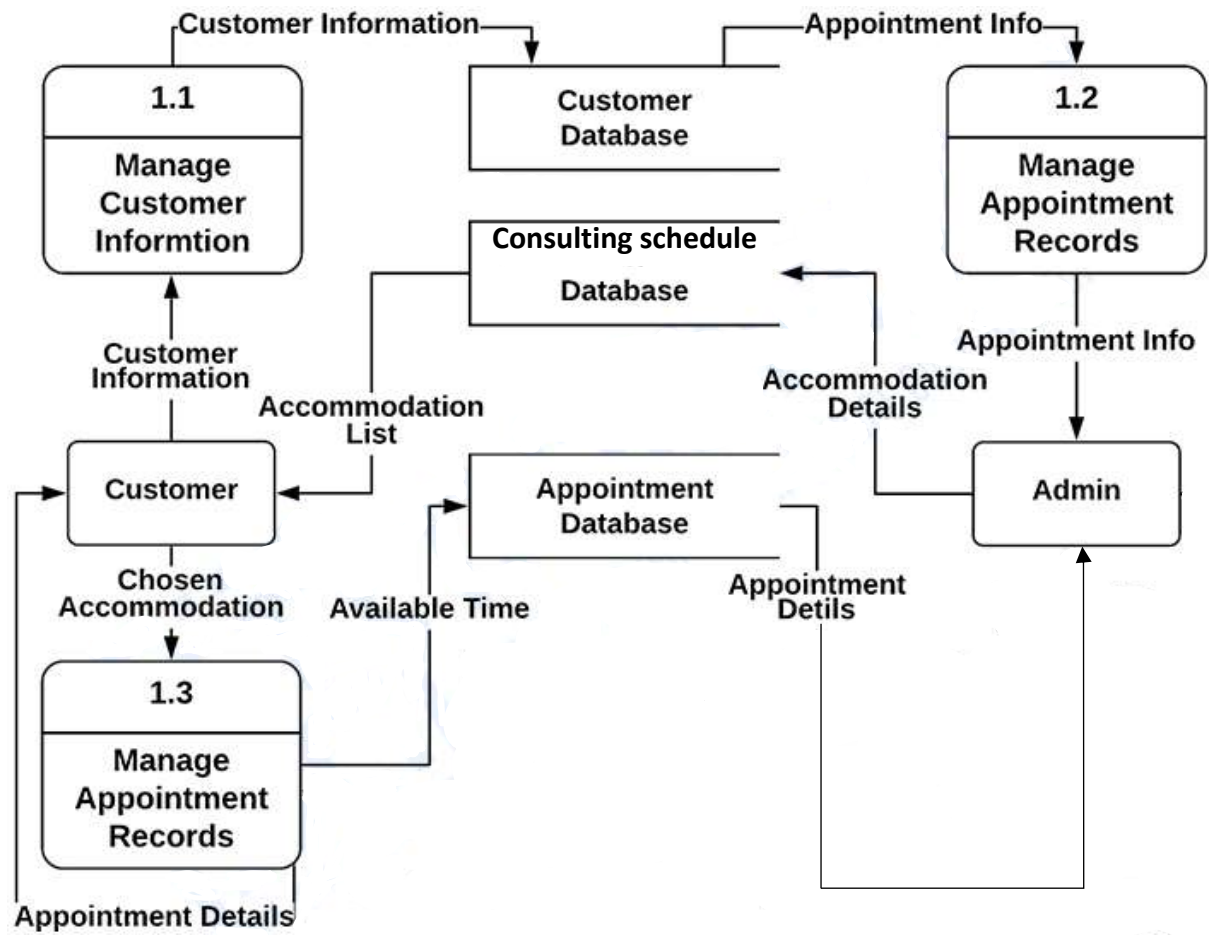 Customer Information
Appointment Info
1.1
Manage
Customer
Informtion
Customer
Database
1.2
Manage
Appointment
Records
Consulting schedule
Database
Customer
Information
Appointment Info
Accommodation
List
Accommodation
Details
Customer
Appointment
Database
Admin
Chosen
Accommodation
Available Time
Appointment
Detils
1.3
Manage
Appointment
Records
Appointment Details